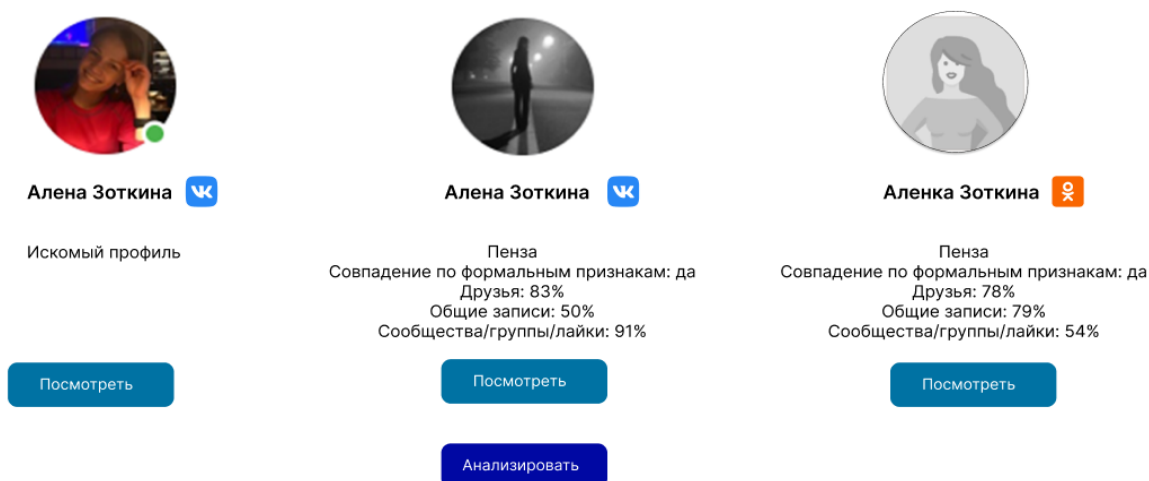 Алена Зоткина
Искомый профиль
Посмотреть
Алена Зоткина
Пенза
Совпадение по формальным признакам: да
Друзья: 83%
Общие записи: 50%
Сообщества/группы/лайки: 91%
Посмотреть
Анализировать
Аленка Зоткина
Пенза
Совпадение по формальным признакам: да
Друзья: 78%
Общие записи: 79%
Сообщества/группы/лайки: 54%
Посмотреть